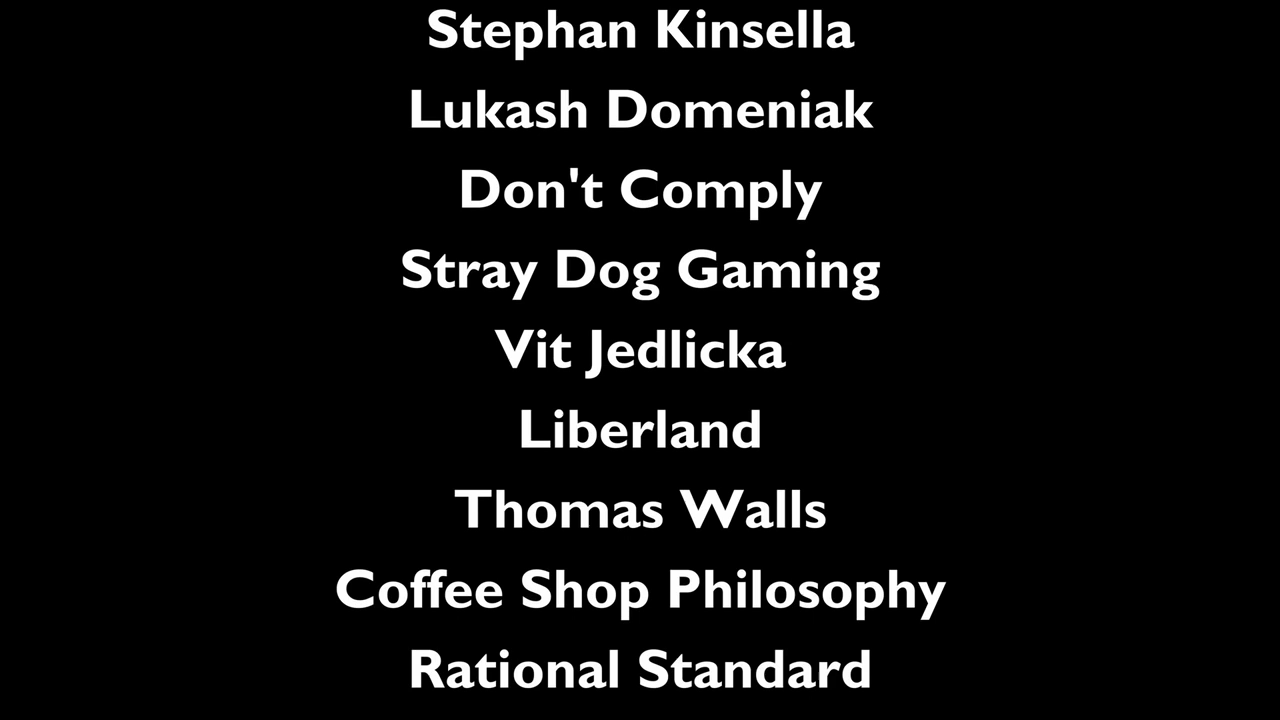 Stephan Kinsella
Lukash Domeniak
Don't Comply
Stray Dog Gaming
Vit Jedlicka
Liberland
Thomas Walls
Coffee Shop Philosophy
Rational Standard